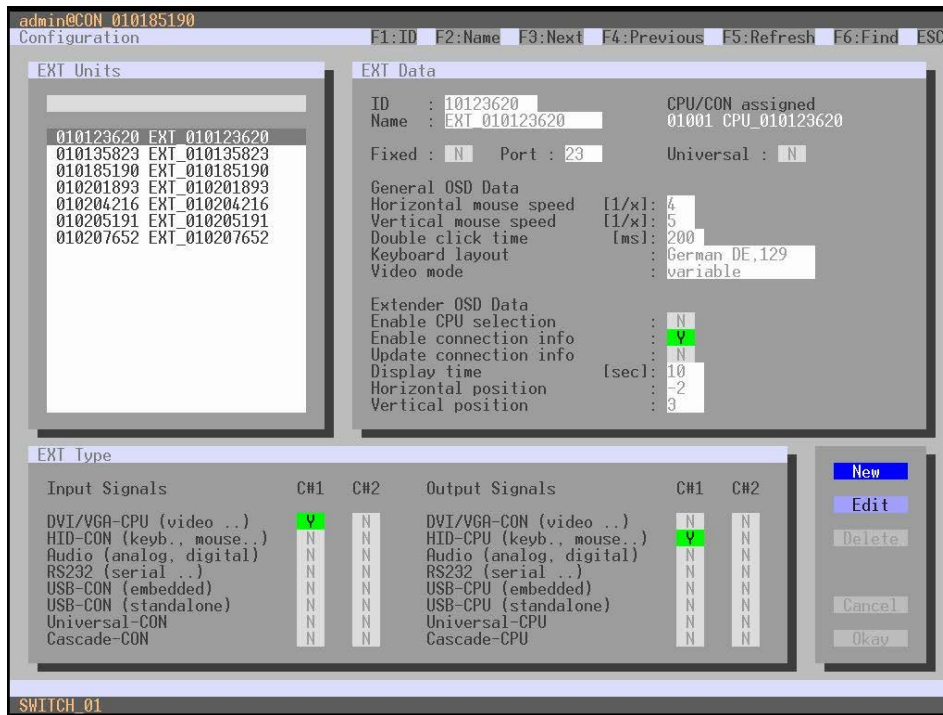 admin@CON_010185190
Configuration F1:ID F2:Name F3:Next F4:Previous F5:Refresh F6:Find ESC
EXT Units
010123620 EXT_010123620
010135823 EXT_010135823
010185190 EXT_010185190
010201893 EXT_010201893
010204216 EXT_010204216
010205191 EXT_010205191
010207652 EXT_010207652
EXT Data
ID : 10123620 CPU/CON assigned
Name : EXT_010123620 01001 CPU_010123620
Fixed : N Port : 23 Universal : N
General OSD Data
Horizontal mouse speed [1/x]: 4
Vertical mouse speed [1/x]: 5
Double click time [ms]: 200
Keyboard layout : German DE,129
Video mode : variable
Extender OSD Data
Enable CPU selection : N
Enable connection info : Y
Update connection info : N
Display time [sec]: 10
Horizontal position : -2
Vertical position : 3
EXT Type
Input Signals C#1 C#2 Output Signals C#1 C#2
DVI/VGA-CPU (video ..) Y N DVI/VGA-CON (video ..) N N
HID-CON (keyb., mouse..) N N HID-CPU (keyb., mouse..) Y N
Audio (analog, digital) N N Audio (analog, digital) N N
RS232 (serial ..) N N RS232 (serial ..) N N
USB-CON (embedded) N N USB-CPU (embedded) N N
USB-CON (standalone) N N USB-CPU (standalone) N N
Universal-CON N N Universal-CPU N N
Cascade-CON N N Cascade-CPU N N
New
Edit
Delete
Cancel
Okay
SWITCH_01